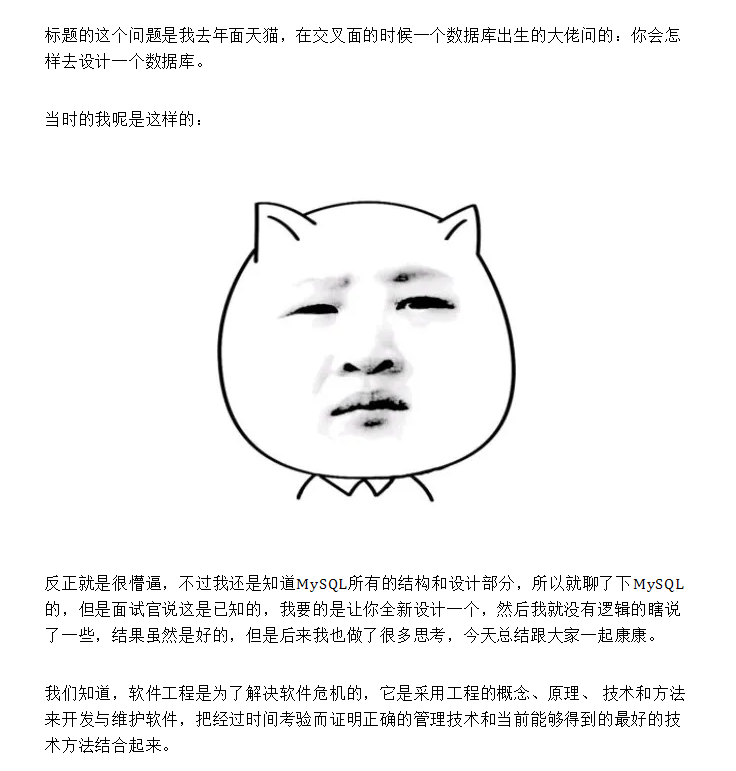 标题的这个问题是我去年面天猫，在交叉面的时候一个数据库出生的大佬问的：你会怎
样去设计一个数据库。
当时的我呢是这样的：
反正就是很懵逼，不过我还是知道MySQL所有的结构和设计部分，所以就聊了下MySQL
的，但是面试官说这是已知的，我要的是让你全新设计一个，然后我就没有逻辑的瞎说
了一些，结果虽然是好的，但是后来我也做了很多思考，今天总结跟大家一起康康。
我们知道，软件工程是为了解决软件危机的，它是采用工程的概念、原理、 技术和方法
来开发与维护软件，把经过时间考验而证明正确的管理技术和当前能够得到的最好的技
术方法结合起来。